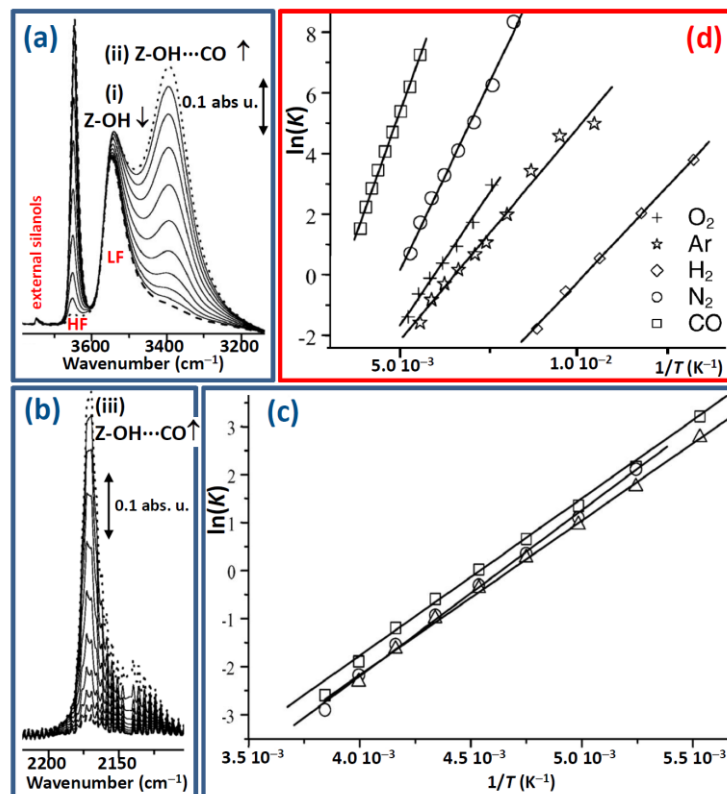 (a)
(ii) Z-OH···CO ↑
(i)
Z-OH ↓
0.1 abs u.
external silanols
HF
LF
3600 3400 3200
Wavenumber (cm⁻¹)
(d)
ln(K)
8
6
4
2
0
-2
O₂
Ar
H₂
N₂
CO
5.0 10⁻³ 1.0 10⁻² 1/T (K⁻¹)
(b)
(iii)
Z-OH···CO↑
0.1 abs. u.
2200 2150
Wavenumber (cm⁻¹)
(c)
ln(K)
3
2
1
0
-1
-2
-3
3.5 10⁻³ 4.0 10⁻³ 4.5 10⁻³ 5.0 10⁻³ 5.5 10⁻³
1/T (K⁻¹)